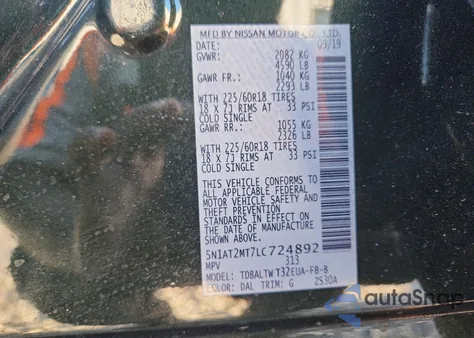 MFD BY NISSAN MOTOR CO., LTD.
DATE: 09/19
GVWR: 2082 KG
4590 LB
GAWR FR.: 1040 KG
2293 LB
WITH 225/60R18 TIRES
18 X 7J RIMS AT 33 PSI
COLD SINGLE
GAWR RR.: 1055 KG
2326 LB
WITH 225/60R18 TIRES
18 X 7J RIMS AT 33 PSI
COLD SINGLE
THIS VEHICLE CONFORMS TO
ALL APPLICABLE FEDERAL
MOTOR VEHICLE SAFETY AND
THEFT PREVENTION
STANDARDS IN EFFECT ON
THE DATE OF MANUFACTURE
SHOWN ABOVE.
5N1AT2MT7LC724892
MPV 313
MODEL: TDBALTW T32EUA-FB-B
COLOR: DAL TRIM: G ZS30A
autoSnap